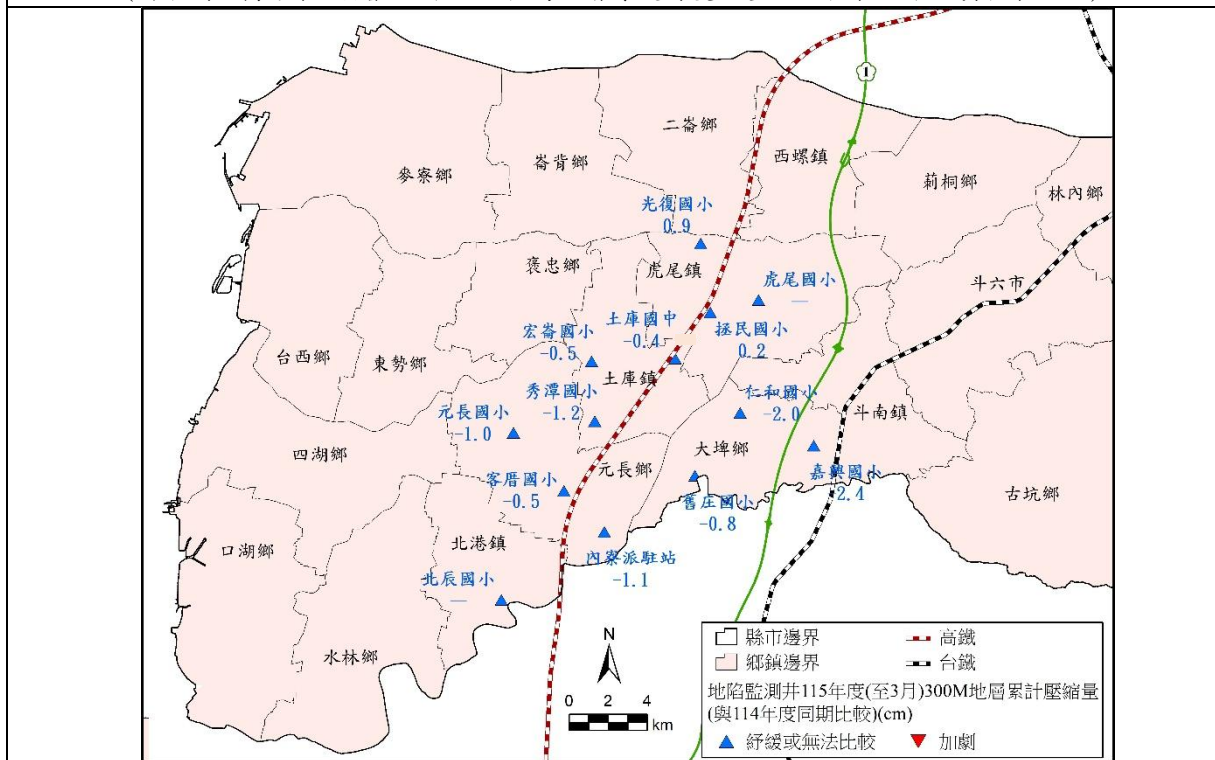 二崙鄉
西螺鎮
崙背鄉
麥寮鄉
莿桐鄉
林內鄉
光復國小
0.9
褒忠鄉
虎尾鎮
虎尾國小
—
斗六市
土庫國中
-0.4
宏崙國小
-0.5
拯民國小
0.2
台西鄉
東勢鄉
土庫鎮
秀潭國小
-1.2
仁和國小
-2.0
斗南鎮
元長國小
-1.0
四湖鄉
大埤鄉
元長鄉
嘉興國小
-2.4
客厝國小
-0.5
舊庄國小
-0.8
古坑鄉
口湖鄉
北港鎮
內寮派駐站
-1.1
北辰國小
—
水林鄉
1
N
0 2 4
km
縣市邊界 高鐵
鄉鎮邊界 台鐵
地陷監測井115年度(至3月)300M地層累計壓縮量
(與114年度同期比較)(cm)
紓緩或無法比較 加劇